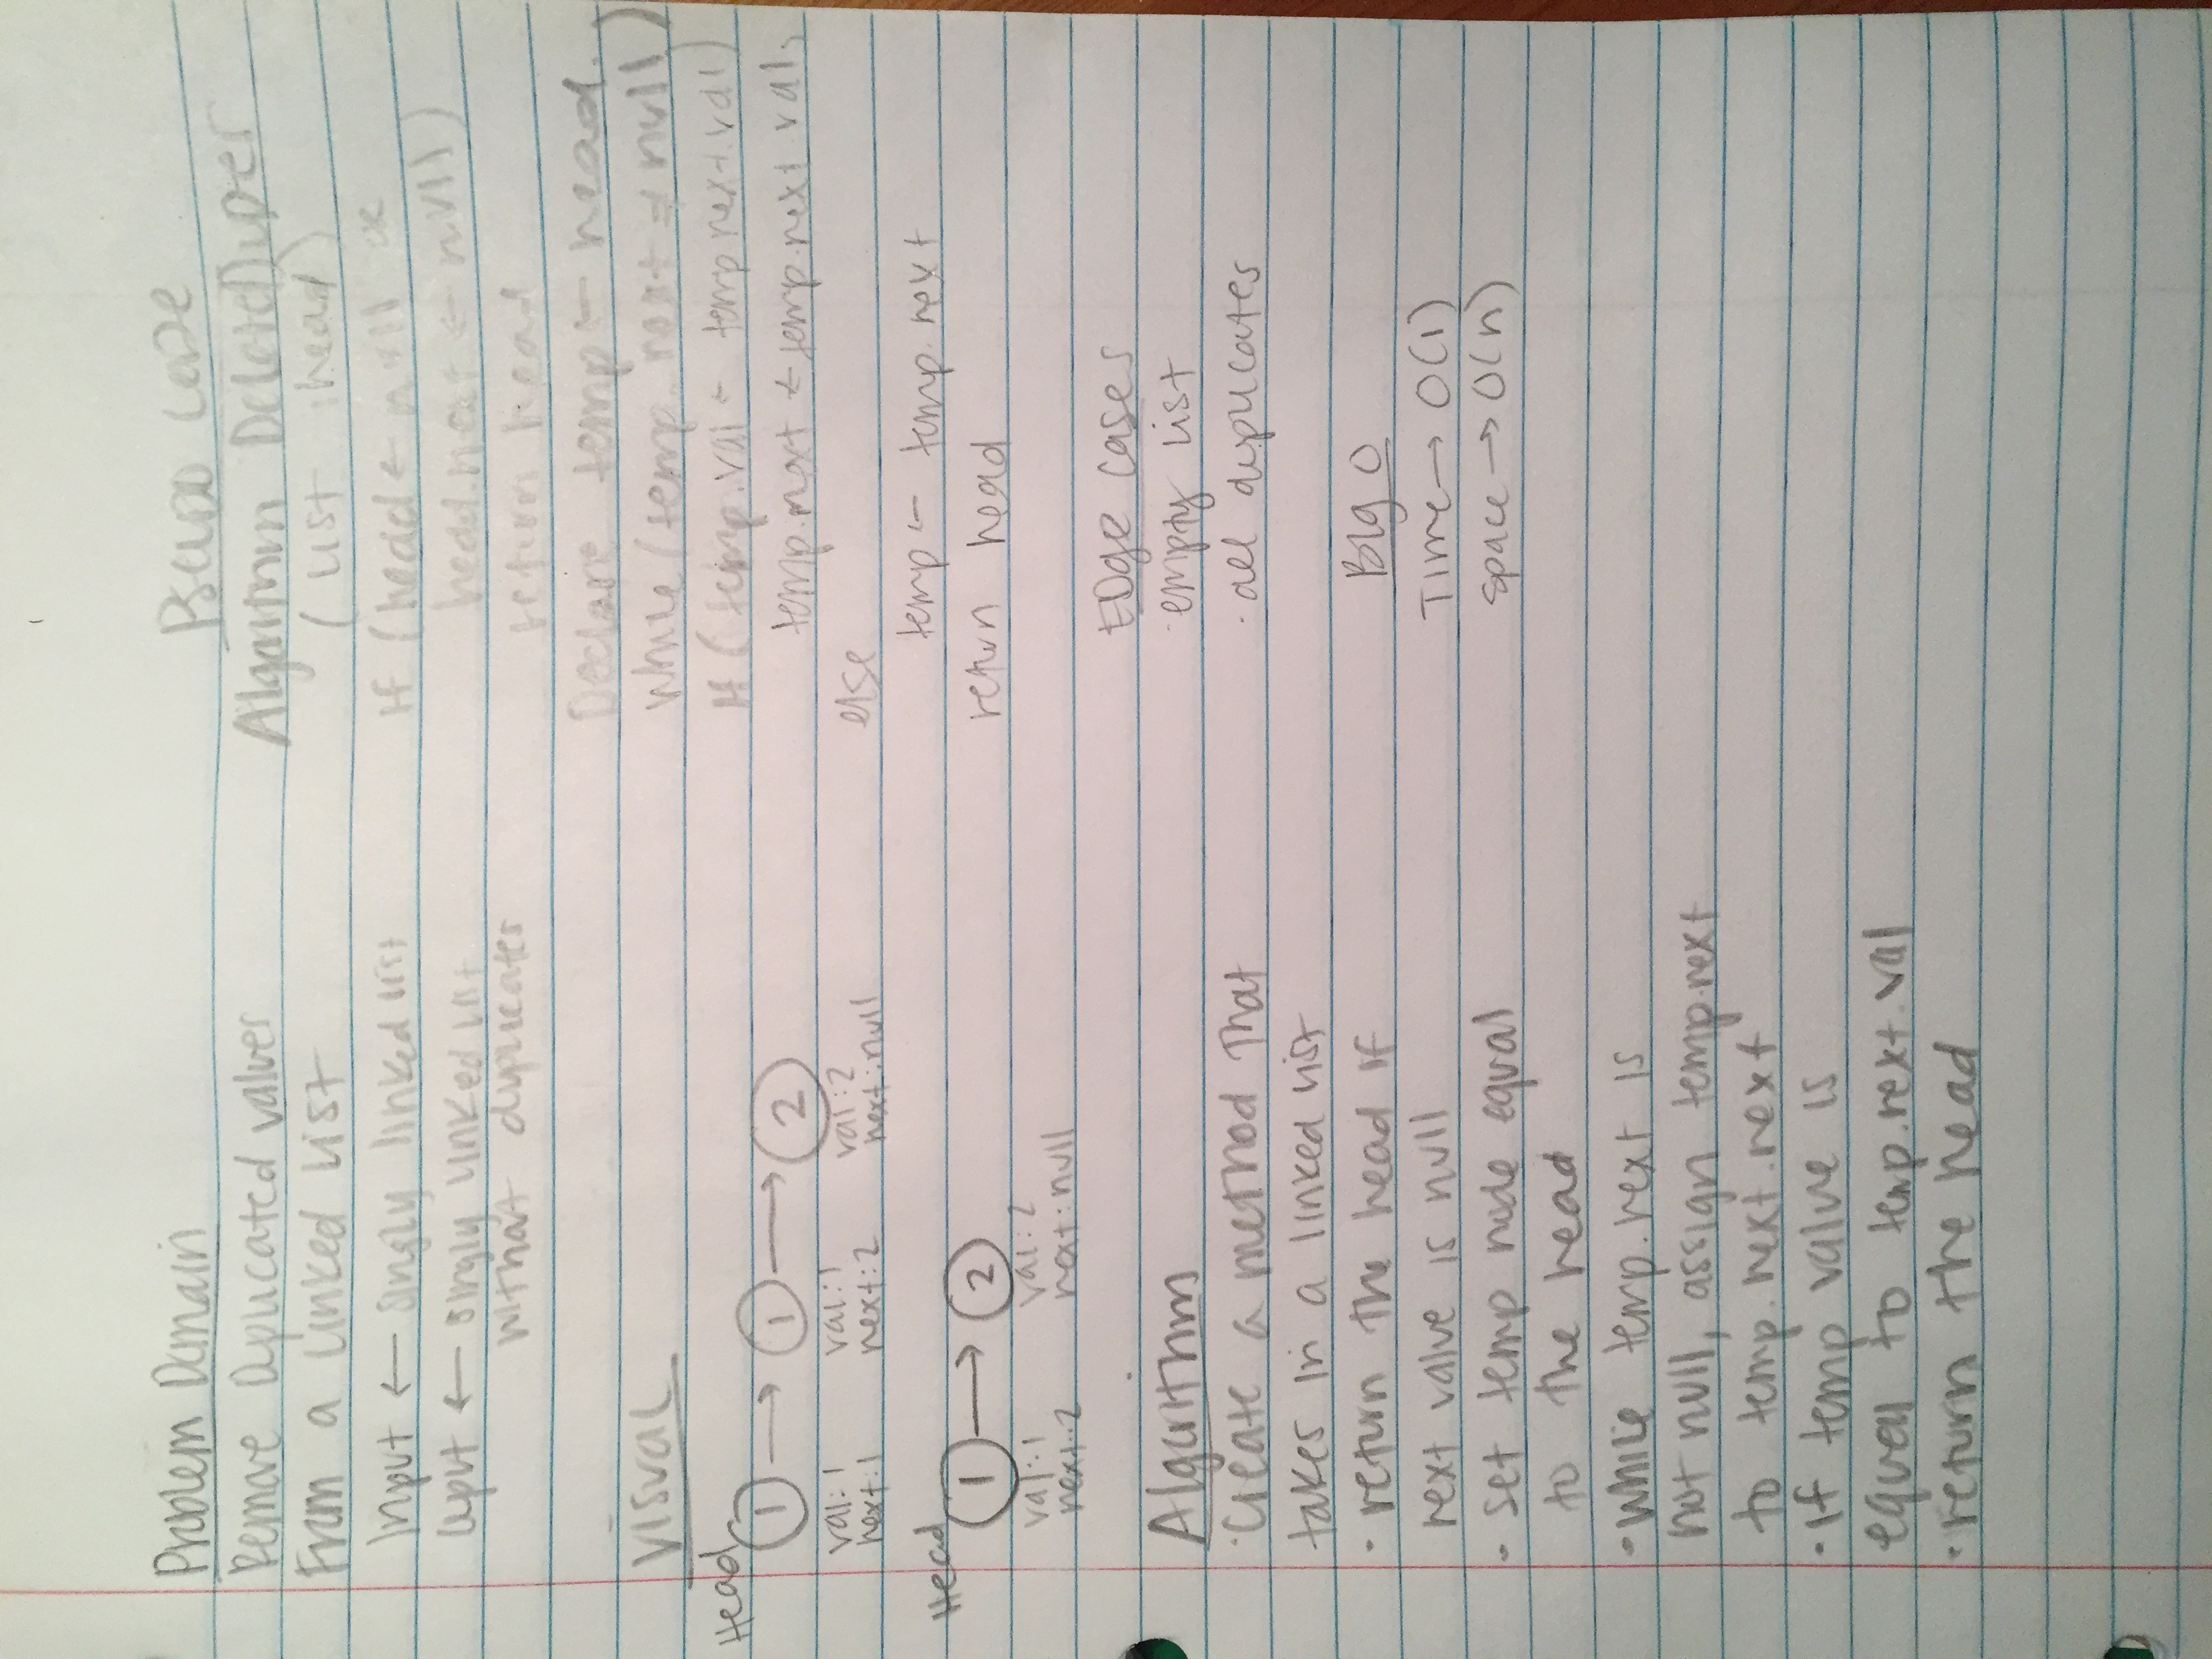 Problem Domain
Remove Duplicated values
From a linked list
Input ← singly linked list
Ouput ← singly linked list
without duplicates
Visual
Head
1 → 1 → 2
val: 1 val: 1 val: 2
next: 1 next: 2 next: null
Head
1 → 2
val: 1 val: 2
next: 2 next: null
Algorithm
· Create a method that
takes in a linked list
· return the head if
next value is null
- set temp node equal
to the head
- while temp.next is
not null, assign temp.next
to temp.next.next
· if temp value is
equal to temp.next.val
· return the head
Pseudo Code
Algorithm DeleteDupes
(List head)
If (head ← null or
head.next ← null)
return head
Declare temp ← head.
while (temp.next ≠ null)
If (temp.val ← temp.next.val)
temp.next ← temp.next.val;
else
temp ← temp.next
return head
Edge Cases
· empty list
· all duplicates
Big O
Time → O(1)
Space → O(n)